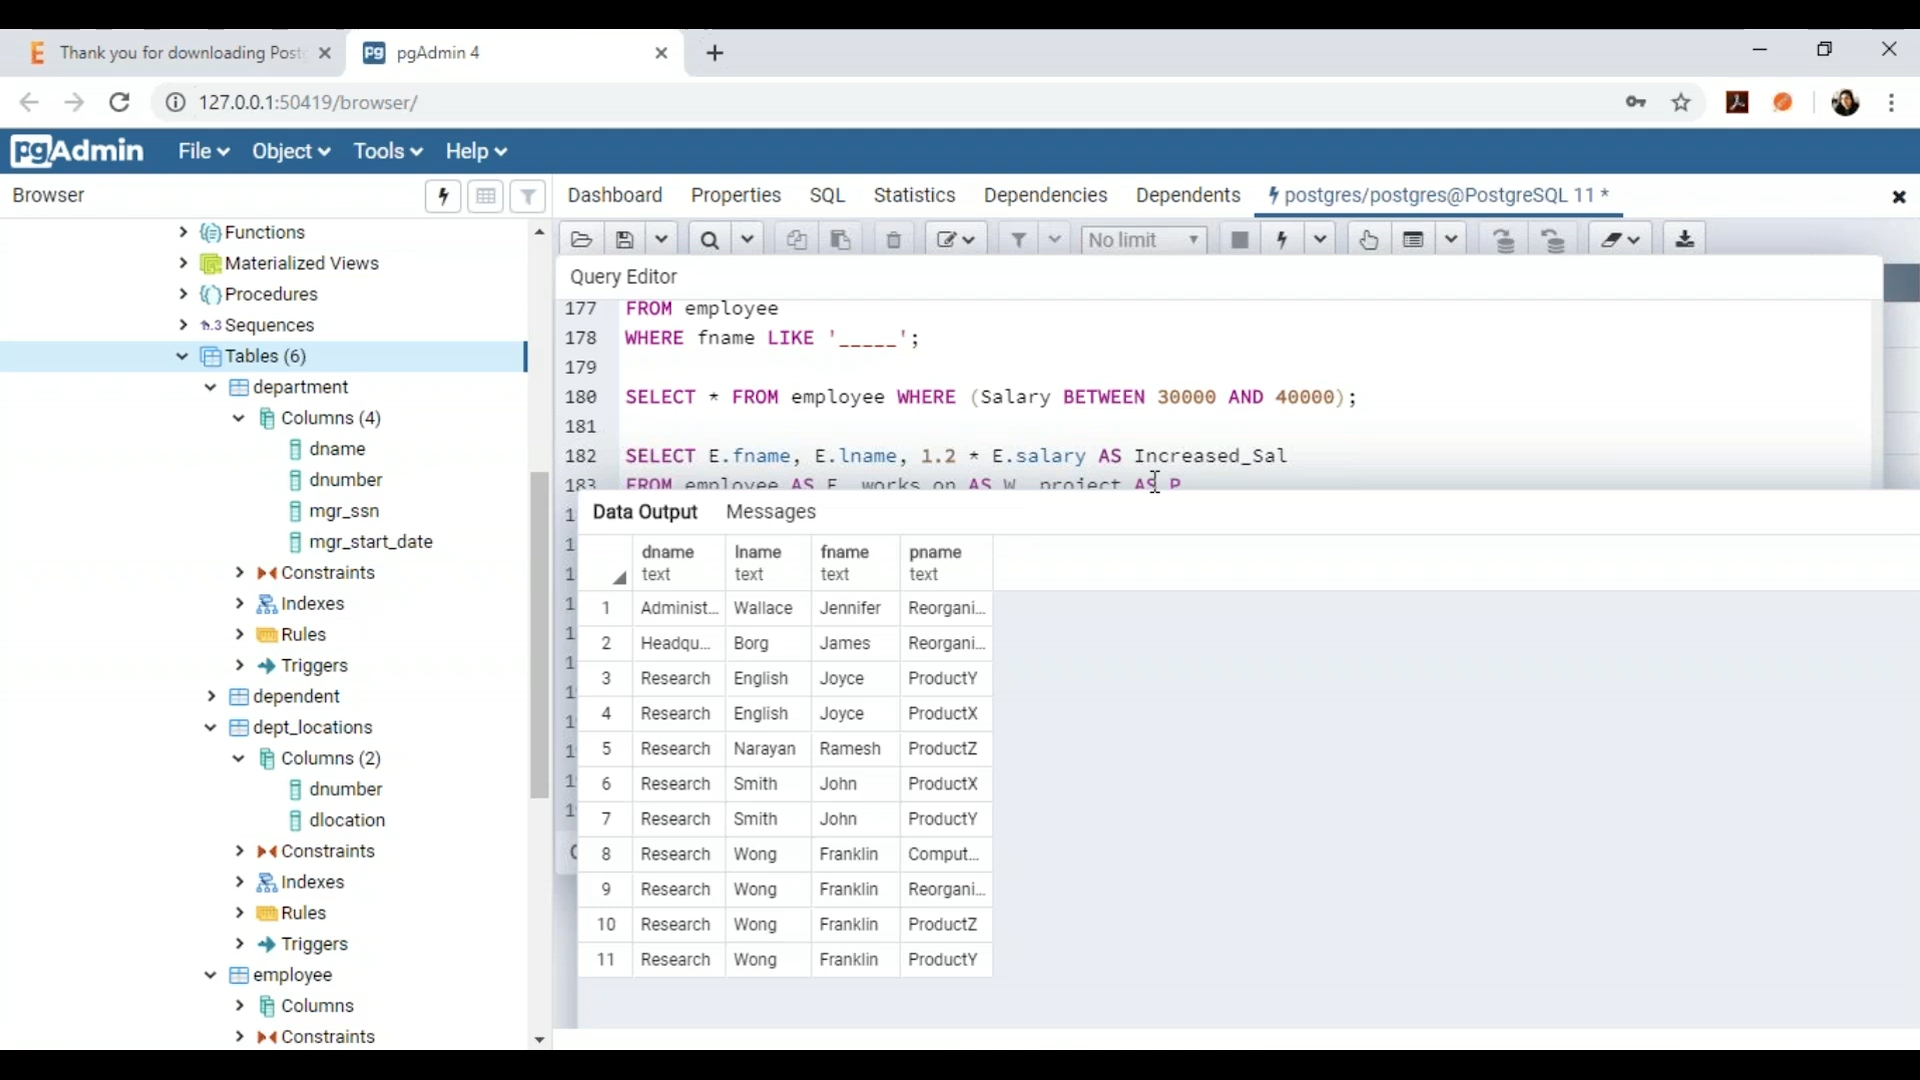 Thank you for downloading Post
pgAdmin 4
127.0.0.1:50419/browser/
pgAdmin
File
Object
Tools
Help
Browser
Dashboard
Properties
SQL
Statistics
Dependencies
Dependents
postgres/postgres@PostgreSQL 11 *
No limit
Functions
Materialized Views
Procedures
Sequences
Tables (6)
department
Columns (4)
dname
dnumber
mgr_ssn
mgr_start_date
Constraints
Indexes
Rules
Triggers
dependent
dept_locations
Columns (2)
dnumber
dlocation
Constraints
Indexes
Rules
Triggers
employee
Columns
Constraints
Query Editor
177 FROM employee
178 WHERE fname LIKE '_____';
179
180 SELECT * FROM employee WHERE (Salary BETWEEN 30000 AND 40000);
181
182 SELECT E.fname, E.lname, 1.2 * E.salary AS Increased_Sal
183 FROM employee AS E, works_on AS W, project AS P
Data Output Messages
dname lname fname pname
text text text text
1 Administ... Wallace Jennifer Reorgani...
2 Headqu... Borg James Reorgani...
3 Research English Joyce ProductY
4 Research English Joyce ProductX
5 Research Narayan Ramesh ProductZ
6 Research Smith John ProductX
7 Research Smith John ProductY
8 Research Wong Franklin Comput...
9 Research Wong Franklin Reorgani...
10 Research Wong Franklin ProductZ
11 Research Wong Franklin ProductY